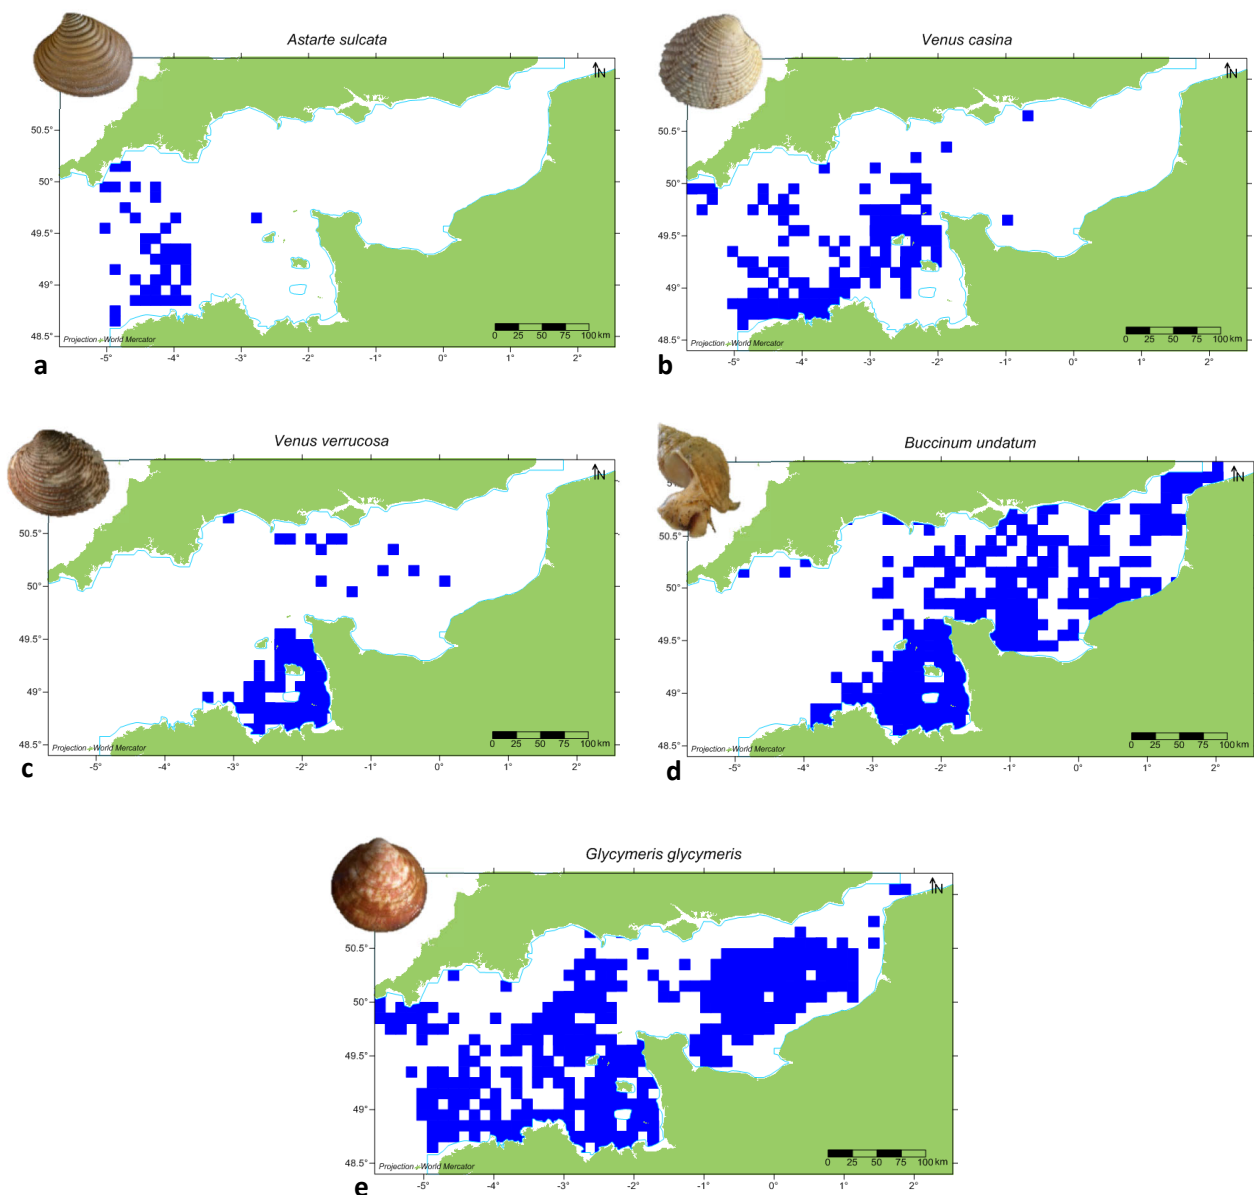 Astarte sulcata
N
50.5°
50°
49.5°
49°
48.5°
0 25 50 75 100 km
Projection World Mercator
-5° -4° -3° -2° -1° 0° 1° 2°
a
Venus casina
N
50.5°
50°
49.5°
49°
48.5°
0 25 50 75 100 km
Projection World Mercator
-5° -4° -3° -2° -1° 0° 1° 2°
b
Venus verrucosa
N
50.5°
50°
49.5°
49°
48.5°
0 25 50 75 100 km
Projection World Mercator
-5° -4° -3° -2° -1° 0° 1° 2°
c
Buccinum undatum
N
50.5°
50°
49.5°
49°
48.5°
0 25 50 75 100 km
Projection World Mercator
-5° -4° -3° -2° -1° 0° 1° 2°
d
Glycymeris glycymeris
N
50.5°
50°
49.5°
49°
48.5°
0 25 50 75 100 km
Projection World Mercator
-5° -4° -3° -2° -1° 0° 1° 2°
e